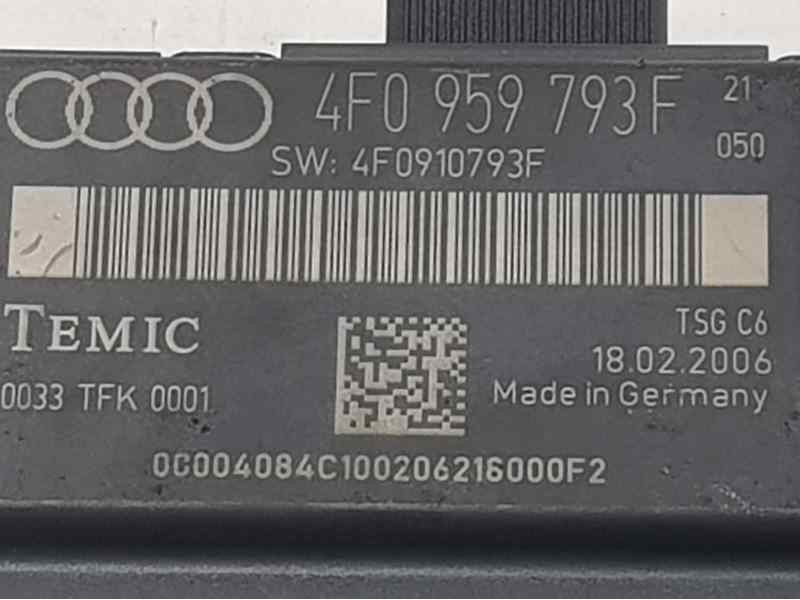 4F0 959 793F 21
050
SW: 4F0910793F
TEMIC
TSG C6
18.02.2006
0033 TFK 0001
Made in Germany
0C004084C100206216000F2